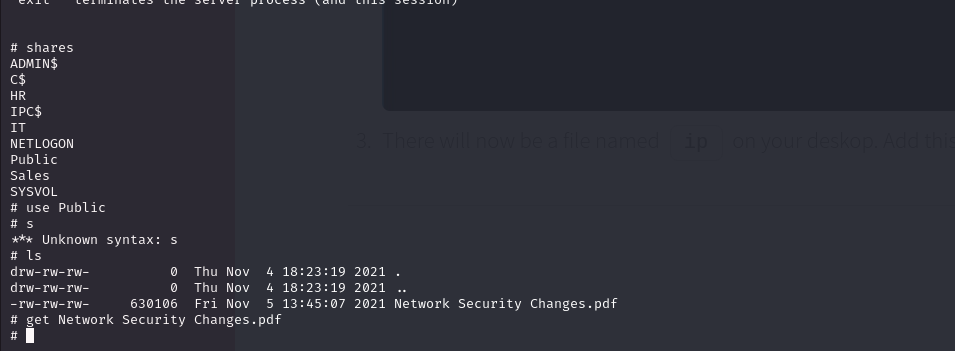 exit - terminates the server process (and this session)
# shares
ADMIN$
C$
HR
IPC$
IT
NETLOGON
Public
Sales
SYSVOL
# use Public
# s
*** Unknown syntax: s
# ls
drw-rw-rw-          0  Thu Nov  4 18:23:19 2021 .
drw-rw-rw-          0  Thu Nov  4 18:23:19 2021 ..
-rw-rw-rw-     630106  Fri Nov  5 13:45:07 2021 Network Security Changes.pdf
# get Network Security Changes.pdf
#
3. There will now be a file named ip on your deskop. Add this